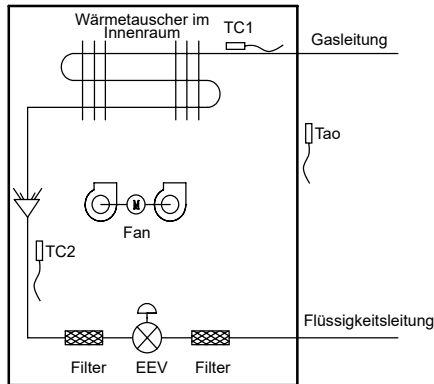 Wärmetauscher im
Innenraum
TC1
Gasleitung
Tao
M
Fan
TC2
Flüssigkeitsleitung
Filter
EEV
Filter